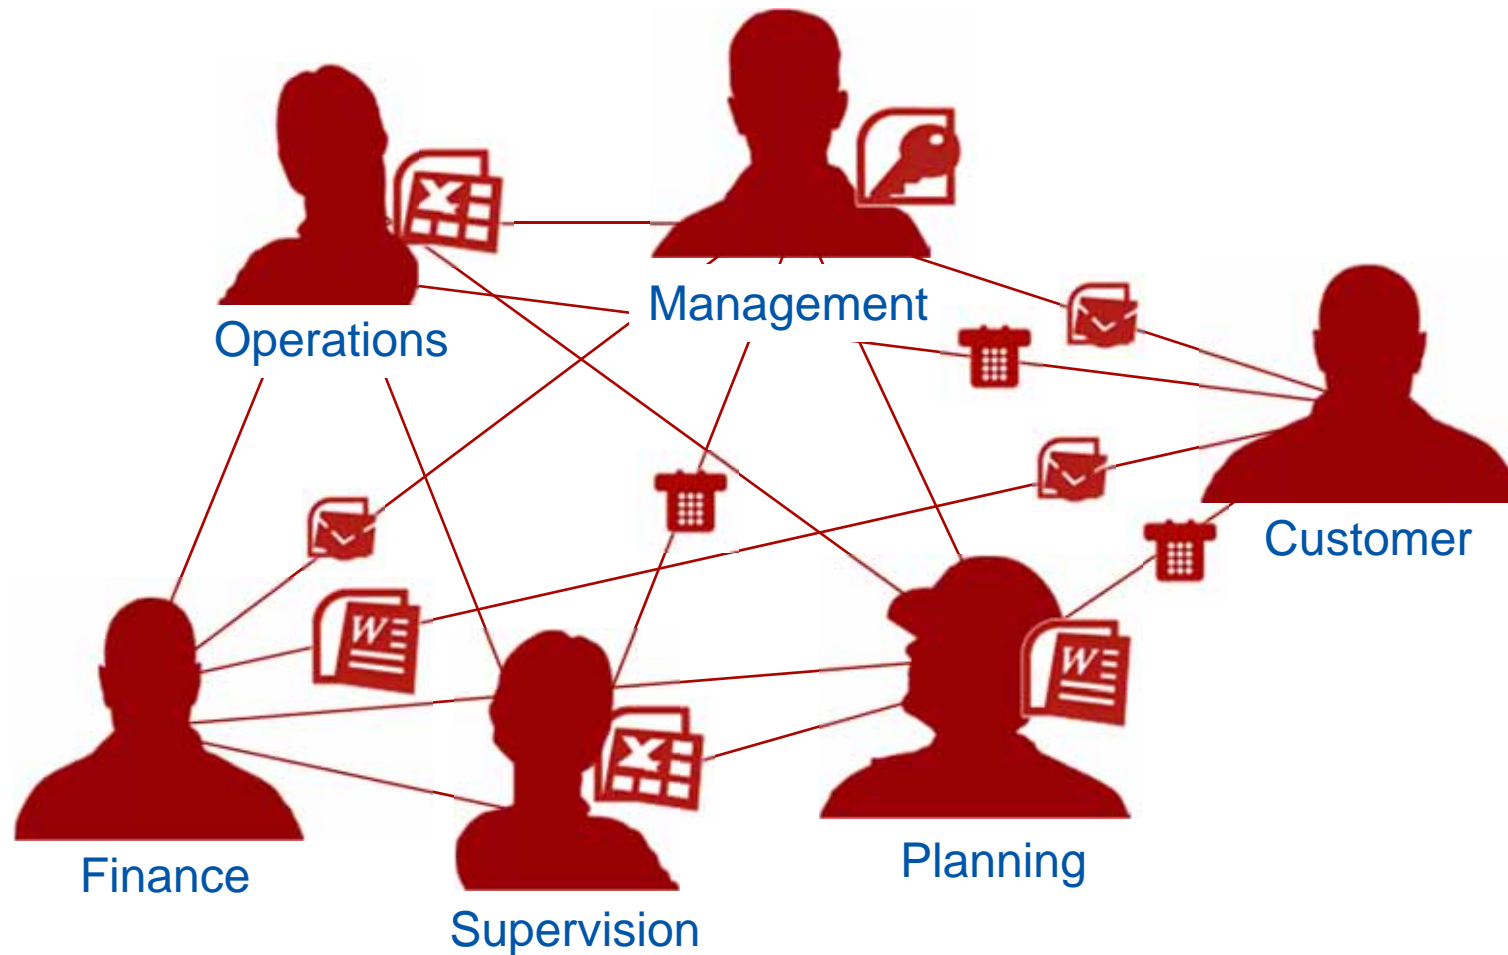 Management
Operations
Customer
Planning
Finance
Supervision
X
W
W
X